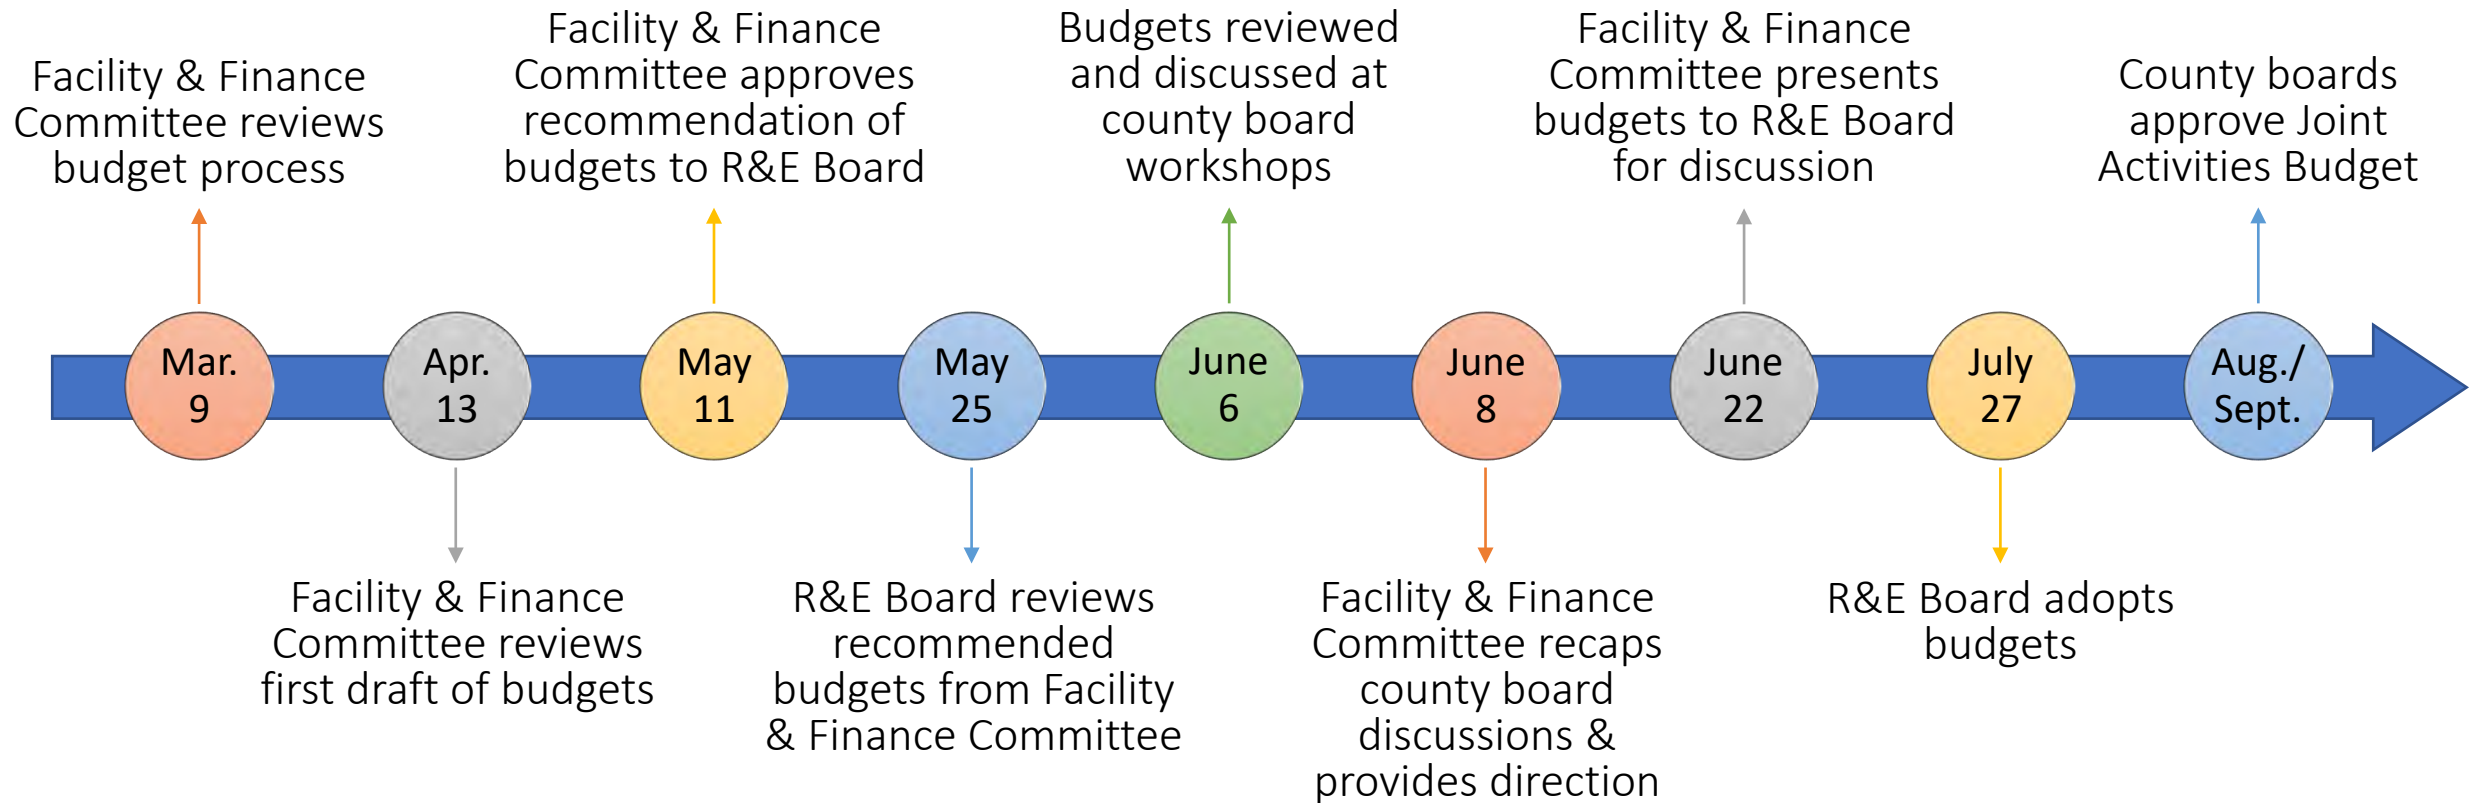 Facility & Finance
Committee reviews
budget process
Facility & Finance
Committee approves
recommendation of
budgets to R&E Board
Budgets reviewed
and discussed at
county board
workshops
Facility & Finance
Committee presents
budgets to R&E Board
for discussion
County boards
approve Joint
Activities Budget
Mar.
9
Apr.
13
May
11
May
25
June
6
June
8
June
22
July
27
Aug./
Sept.
Facility & Finance
Committee reviews
first draft of budgets
R&E Board reviews
recommended
budgets from Facility
& Finance Committee
Facility & Finance
Committee recaps
county board
discussions &
provides direction
R&E Board adopts
budgets